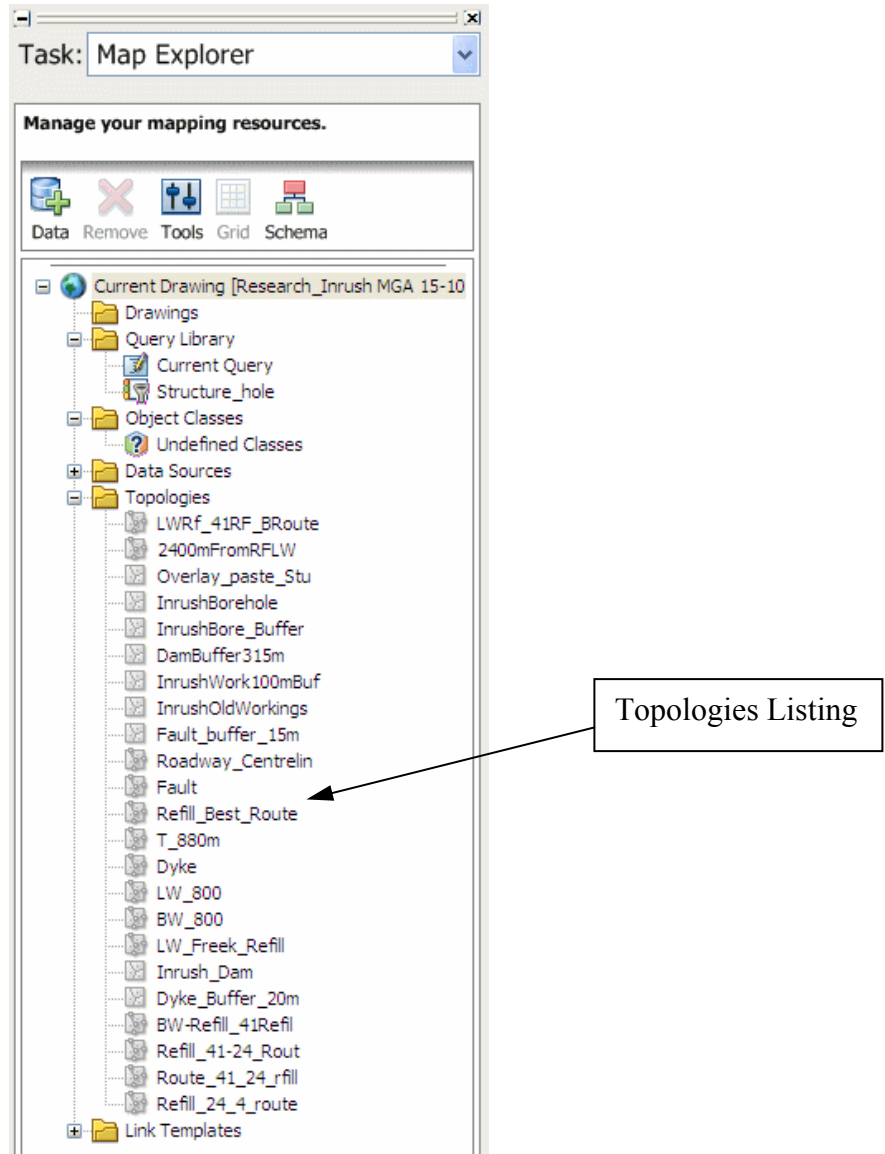 Task: Map Explorer
Manage your mapping resources.
Data Remove Tools Grid Schema
Current Drawing [Research_Inrush MGA 15-10
Drawings
Query Library
Current Query
Structure_hole
Object Classes
Undefined Classes
Data Sources
Topologies
LWRf_41RF_BRoute
2400mFromRFLW
Overlay_paste_Stu
InrushBorehole
InrushBore_Buffer
DamBuffer315m
InrushWork100mBuf
InrushOldWorkings
Fault_buffer_15m
Roadway_Centrelin
Fault
Topologies Listing
Refill_Best_Route
T_880m
Dyke
LW_800
BW_800
LW_Freek_Refill
Inrush_Dam
Dyke_Buffer_20m
BW-Refill_41Refil
Refill_41-24_Rout
Route_41_24_rfill
Refill_24_4_route
Link Templates